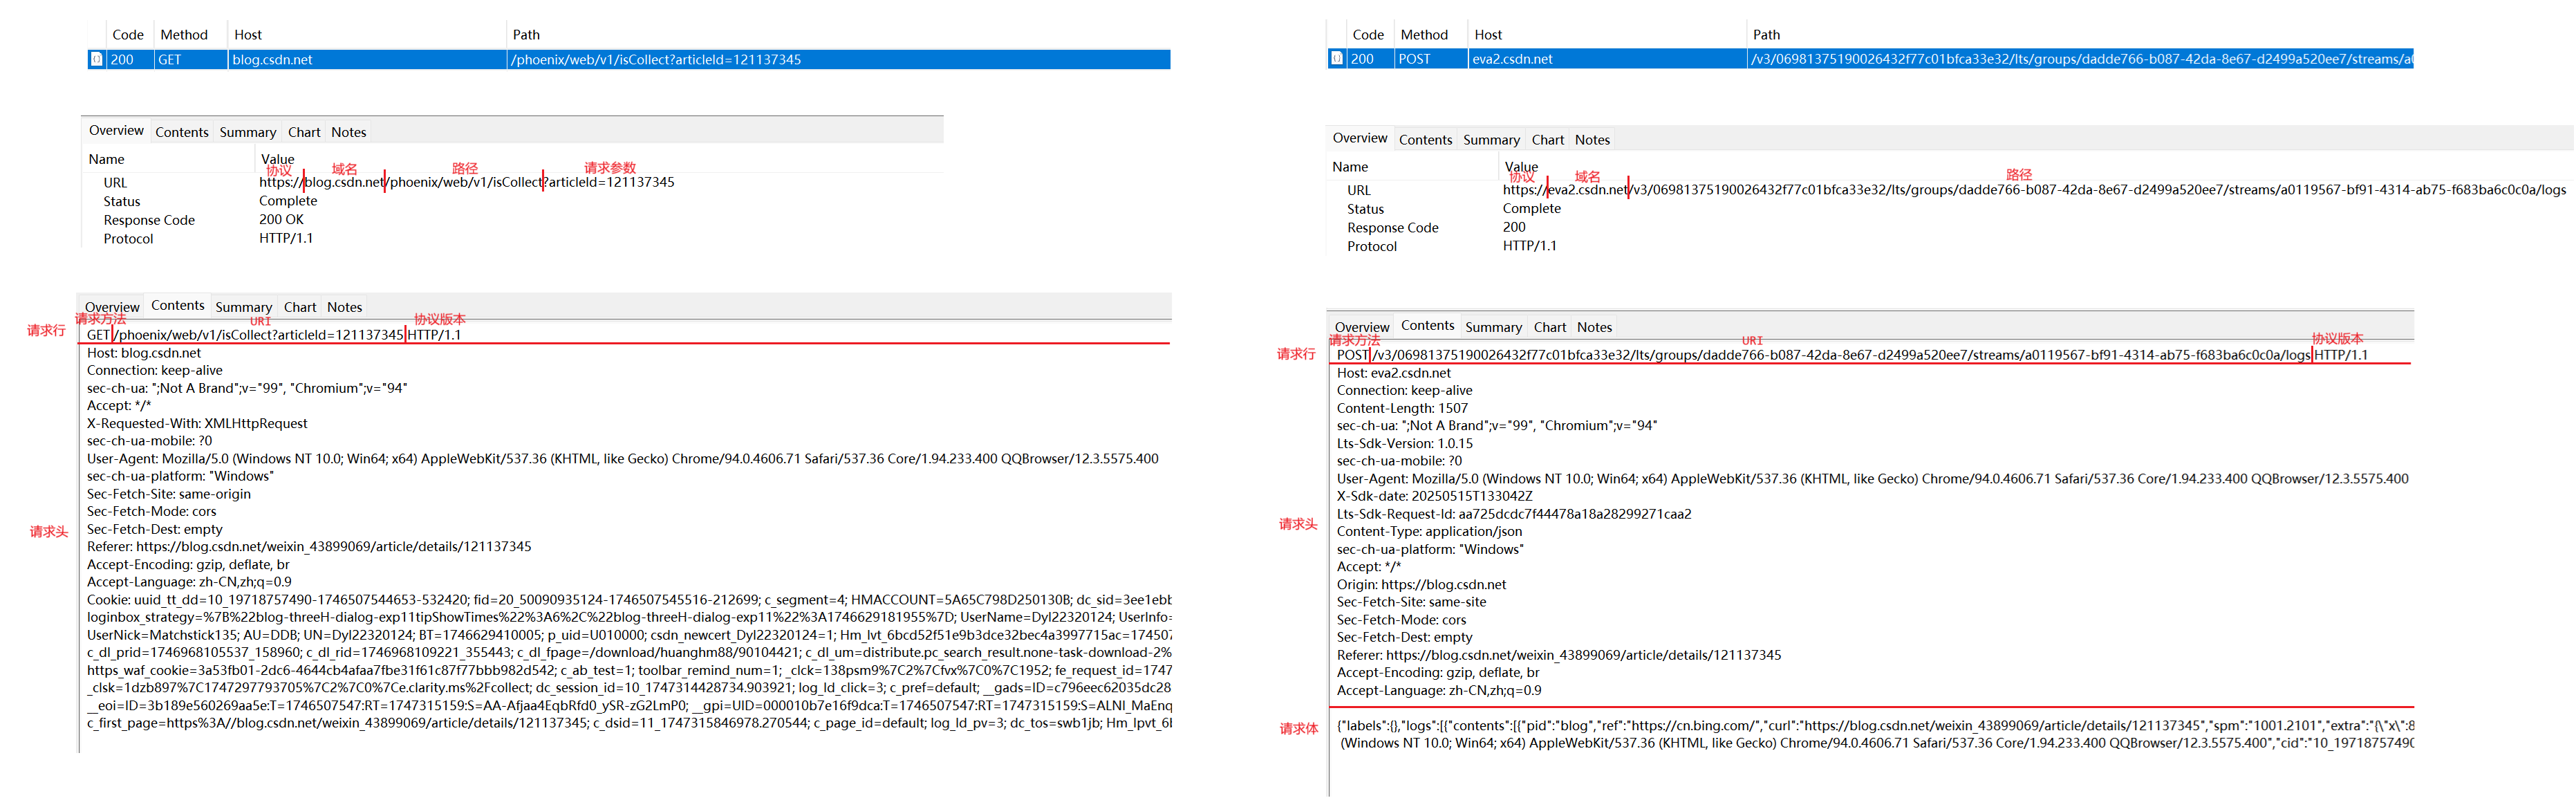 Code Method Host Path
200 GET blog.csdn.net /phoenix/web/v1/isCollect?articleId=121137345
Overview Contents Summary Chart Notes
Name Value
协议 域名 路径 请求参数
URL https://blog.csdn.net/phoenix/web/v1/isCollect?articleId=121137345
Status Complete
Response Code 200 OK
Protocol HTTP/1.1
Overview Contents Summary Chart Notes
请求方法 URI 协议版本
请求行
GET /phoenix/web/v1/isCollect?articleId=121137345 HTTP/1.1
Host: blog.csdn.net
Connection: keep-alive
sec-ch-ua: ";Not A Brand";v="99", "Chromium";v="94"
Accept: */*
X-Requested-With: XMLHttpRequest
sec-ch-ua-mobile: ?0
User-Agent: Mozilla/5.0 (Windows NT 10.0; Win64; x64) AppleWebKit/537.36 (KHTML, like Gecko) Chrome/94.0.4606.71 Safari/537.36 Core/1.94.233.400 QQBrowser/12.3.5575.400
sec-ch-ua-platform: "Windows"
Sec-Fetch-Site: same-origin
Sec-Fetch-Mode: cors
请求头
Sec-Fetch-Dest: empty
Referer: https://blog.csdn.net/weixin_43899069/article/details/121137345
Accept-Encoding: gzip, deflate, br
Accept-Language: zh-CN,zh;q=0.9
Cookie: uuid_tt_dd=10_19718757490-1746507544653-532420; fid=20_50090935124-1746507545516-212699; c_segment=4; HMACCOUNT=5A65C798D250130B; dc_sid=3ee1ebb
loginbox_strategy=%7B%22blog-threeH-dialog-exp11tipShowTimes%22%3A6%2C%22blog-threeH-dialog-exp11%22%3A1746629181955%7D; UserName=Dyl22320124; UserInfo=
UserNick=Matchstick135; AU=DDB; UN=Dyl22320124; BT=1746629410005; p_uid=U010000; csdn_newcert_Dyl22320124=1; Hm_lvt_6bcd52f51e9b3dce32bec4a3997715ac=174507
c_dl_prid=1746968105537_158960; c_dl_rid=1746968109221_355443; c_dl_fpage=/download/huanghm88/90104421; c_dl_um=distribute.pc_search_result.none-task-download-2%
https_waf_cookie=3a53fb01-2dc6-4644cb4afaa7fbe31f61c87f77bbb982d542; c_ab_test=1; toolbar_remind_num=1; _clck=138psm9%7C2%7Cfvx%7C0%7C1952; fe_request_id=1747
_clsk=1dzb897%7C1747297793705%7C2%7C0%7Ce.clarity.ms%2Fcollect; dc_session_id=10_1747314428734.903921; log_Id_click=3; c_pref=default; __gads=ID=c796eec62035dc28
__eoi=ID=3b189e560269aa5e:T=1746507547:RT=1747315159:S=AA-Afjaa4EqbRfd0_ySR-zG2LmP0; __gpi=UID=000010b7e16f9dca:T=1746507547:RT=1747315159:S=ALNI_MaEnq
c_first_page=https%3A//blog.csdn.net/weixin_43899069/article/details/121137345; c_dsid=11_1747315846978.270544; c_page_id=default; log_Id_pv=3; dc_tos=swb1jb; Hm_lpvt_6b
Code Method Host Path
200 POST eva2.csdn.net /v3/06981375190026432f77c01bfca33e32/lts/groups/dadde766-b087-42da-8e67-d2499a520ee7/streams/a0
Overview Contents Summary Chart Notes
Name Value
协议 域名 路径
URL https://eva2.csdn.net/v3/06981375190026432f77c01bfca33e32/lts/groups/dadde766-b087-42da-8e67-d2499a520ee7/streams/a0119567-bf91-4314-ab75-f683ba6c0c0a/logs
Status Complete
Response Code 200
Protocol HTTP/1.1
Overview Contents Summary Chart Notes
请求方法 URI 协议版本
请求行
POST /v3/06981375190026432f77c01bfca33e32/lts/groups/dadde766-b087-42da-8e67-d2499a520ee7/streams/a0119567-bf91-4314-ab75-f683ba6c0c0a/logs HTTP/1.1
Host: eva2.csdn.net
Connection: keep-alive
Content-Length: 1507
sec-ch-ua: ";Not A Brand";v="99", "Chromium";v="94"
Lts-Sdk-Version: 1.0.15
sec-ch-ua-mobile: ?0
User-Agent: Mozilla/5.0 (Windows NT 10.0; Win64; x64) AppleWebKit/537.36 (KHTML, like Gecko) Chrome/94.0.4606.71 Safari/537.36 Core/1.94.233.400 QQBrowser/12.3.5575.400
X-Sdk-date: 20250515T133042Z
Lts-Sdk-Request-Id: aa725dcdc7f44478a18a28299271caa2
请求头
Content-Type: application/json
sec-ch-ua-platform: "Windows"
Accept: */*
Origin: https://blog.csdn.net
Sec-Fetch-Site: same-site
Sec-Fetch-Mode: cors
Sec-Fetch-Dest: empty
Referer: https://blog.csdn.net/weixin_43899069/article/details/121137345
Accept-Encoding: gzip, deflate, br
Accept-Language: zh-CN,zh;q=0.9
请求体
{"labels":{},"logs":[{"contents":[{"pid":"blog","ref":"https://cn.bing.com/","curl":"https://blog.csdn.net/weixin_43899069/article/details/121137345","spm":"1001.2101","extra":"{\"x\":8
(Windows NT 10.0; Win64; x64) AppleWebKit/537.36 (KHTML, like Gecko) Chrome/94.0.4606.71 Safari/537.36 Core/1.94.233.400 QQBrowser/12.3.5575.400","cid":"10_1971875749